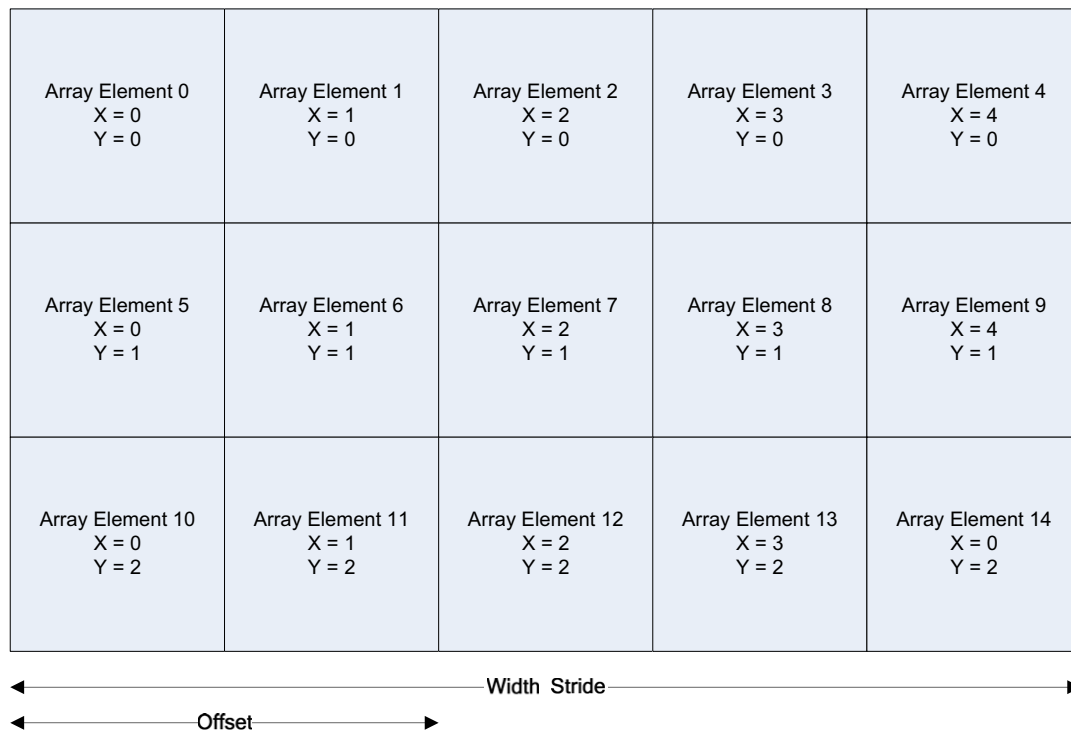 Array Element 0
X = 0
Y = 0
Array Element 1
X = 1
Y = 0
Array Element 2
X = 2
Y = 0
Array Element 3
X = 3
Y = 0
Array Element 4
X = 4
Y = 0
Array Element 5
X = 0
Y = 1
Array Element 6
X = 1
Y = 1
Array Element 7
X = 2
Y = 1
Array Element 8
X = 3
Y = 1
Array Element 9
X = 4
Y = 1
Array Element 10
X = 0
Y = 2
Array Element 11
X = 1
Y = 2
Array Element 12
X = 2
Y = 2
Array Element 13
X = 3
Y = 2
Array Element 14
X = 0
Y = 2
Width Stride
Offset